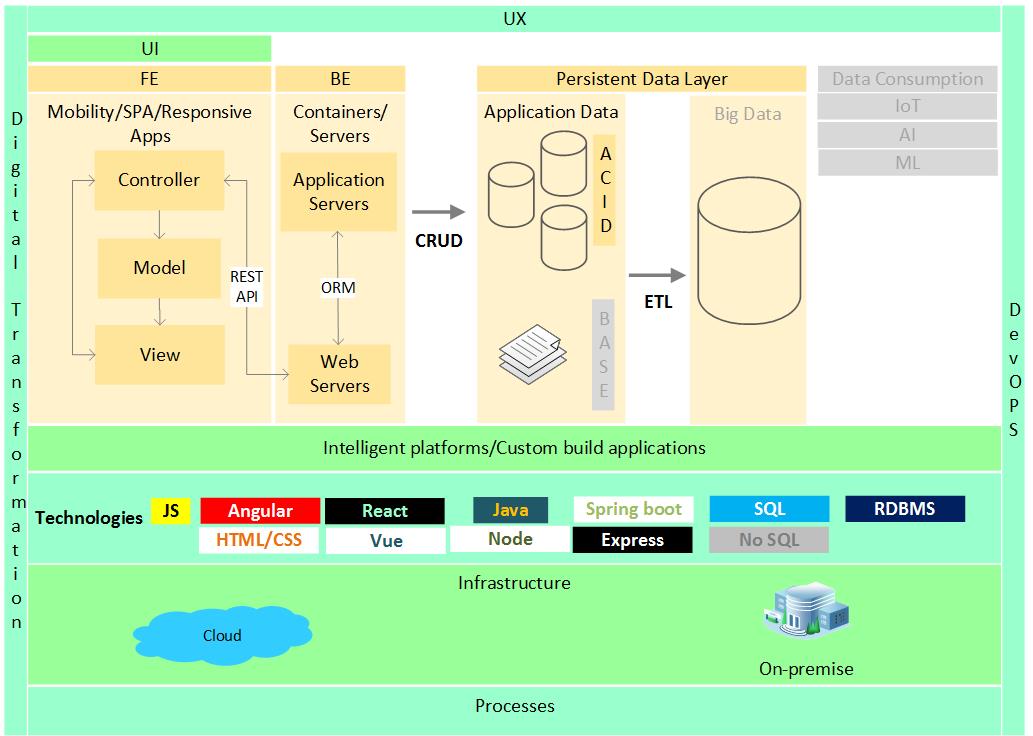 UX
UI
FE
BE
Persistent Data Layer
Data Consumption
IoT
AI
ML
Digital Transformation
Mobility/SPA/Responsive
Apps
Controller
Model
View
REST
API
Containers/
Servers
Application
Servers
ORM
Web
Servers
CRUD
Application Data
ACID
BASE
ETL
Big Data
DevOPS
Intelligent platforms/Custom build applications
Technologies
JS
Angular
React
Java
Spring boot
SQL
RDBMS
HTML/CSS
Vue
Node
Express
No SQL
Infrastructure
Cloud
On-premise
Processes